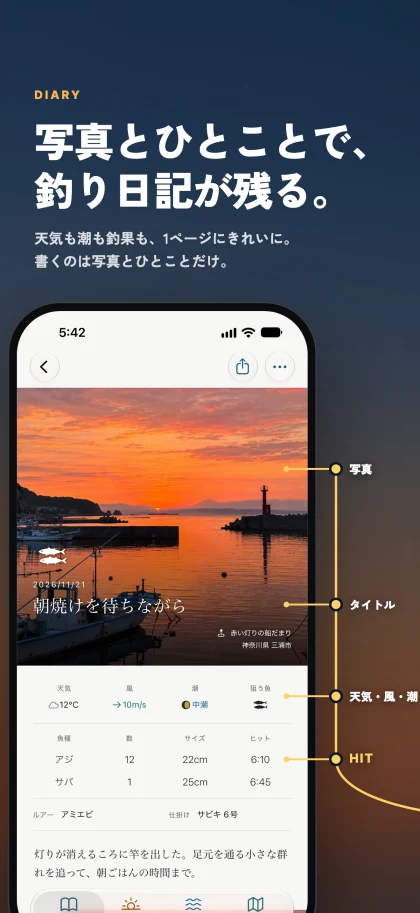 DIARY
写真とひとことで、
釣り日記が残る。
天気も潮も釣果も、1ページにきれいに。
書くのは写真とひとことだけ。
5:42
写真
2026/11/21
朝焼けを待ちながら
タイトル
赤い灯りの船だまり
神奈川県 三浦市
天気 風 潮 狙う魚
12°C 10m/s 中潮
天気・風・潮
魚種 数 サイズ ヒット
アジ 12 22cm 6:10
HIT
サバ 1 25cm 6:45
ルアー アミエビ 仕掛け サビキ 6号
灯りが消えるころに竿を出した。足元を通る小さな群
れを追って、朝ごはんの時間まで。